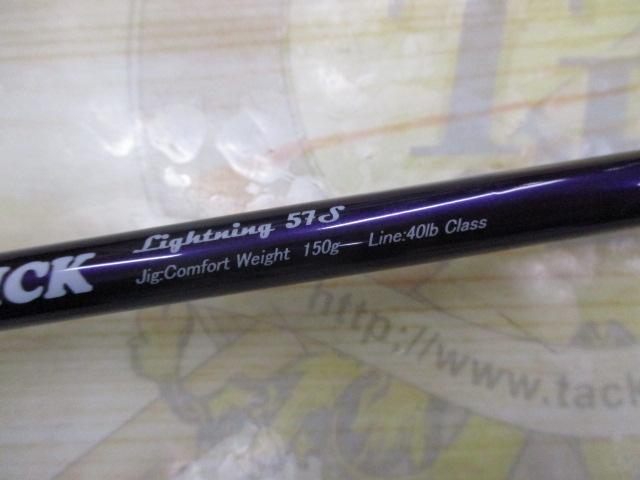 ICK
Lightning 57S
Jig:Comfort Weight 150g— Line:40lb Class
http://www.tack